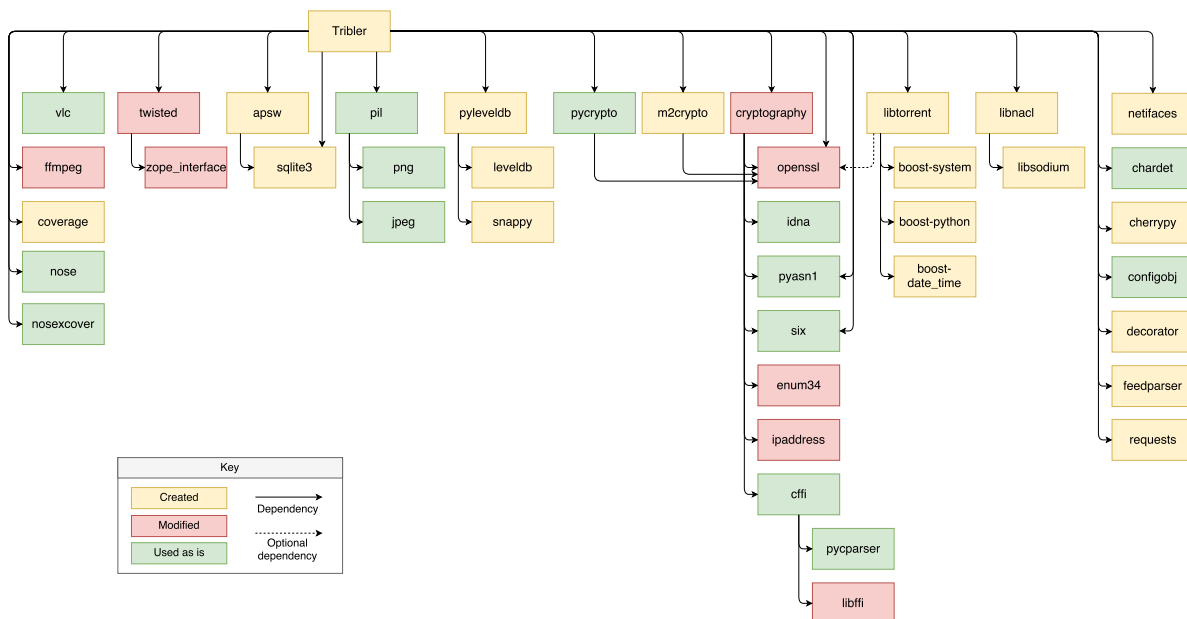 Tribler
vlc
twisted
apsw
pil
pyleveldb
pycrypto
m2crypto
cryptography
libtorrent
libnacl
netifaces
ffmpeg
zope_interface
sqlite3
png
leveldb
openssl
boost-system
libsodium
chardet
coverage
jpeg
snappy
idna
boost-python
cherrypy
nose
pyasn1
boost-
date_time
configobj
nosexcover
six
decorator
enum34
feedparser
ipaddress
requests
Key
Created
Dependency
Modified
Used as is
Optional
dependency
cffi
pycparser
libffi